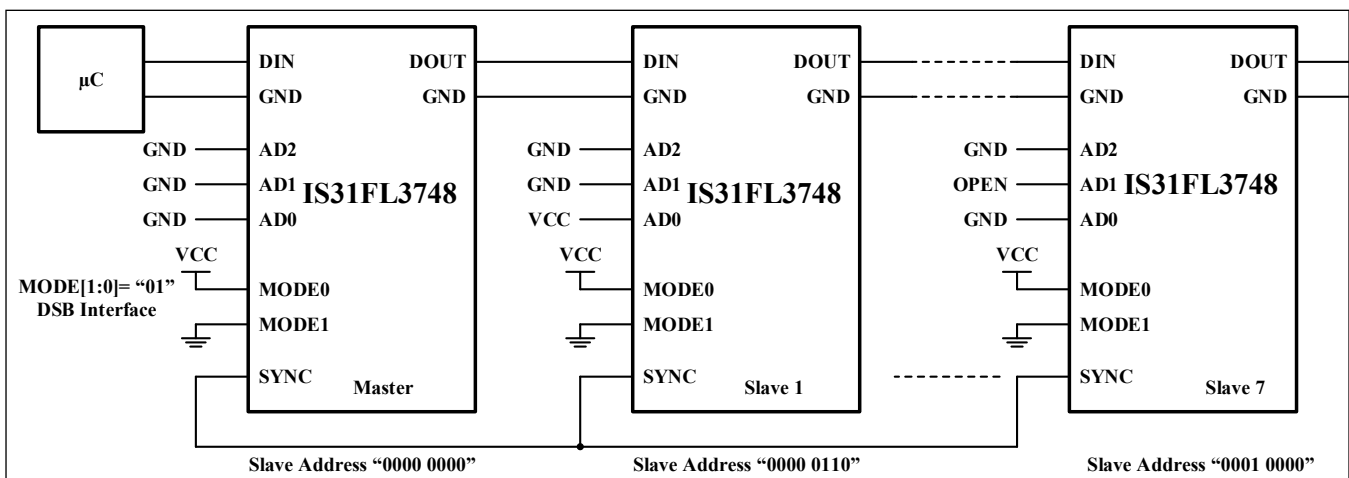 µC
DIN DOUT
GND GND
GND AD2
GND AD1
GND AD0
IS31FL3748
VCC
MODE[1:0]= “01”
DSB Interface
MODE0
MODE1
SYNC
Master
Slave Address “0000 0000”
DIN DOUT
GND GND
GND AD2
GND AD1
VCC AD0
IS31FL3748
VCC
MODE0
MODE1
SYNC
Slave 1
Slave Address “0000 0110”
DIN DOUT
GND GND
GND AD2
OPEN AD1
GND AD0
IS31FL3748
VCC
MODE0
MODE1
SYNC
Slave 7
Slave Address “0001 0000”